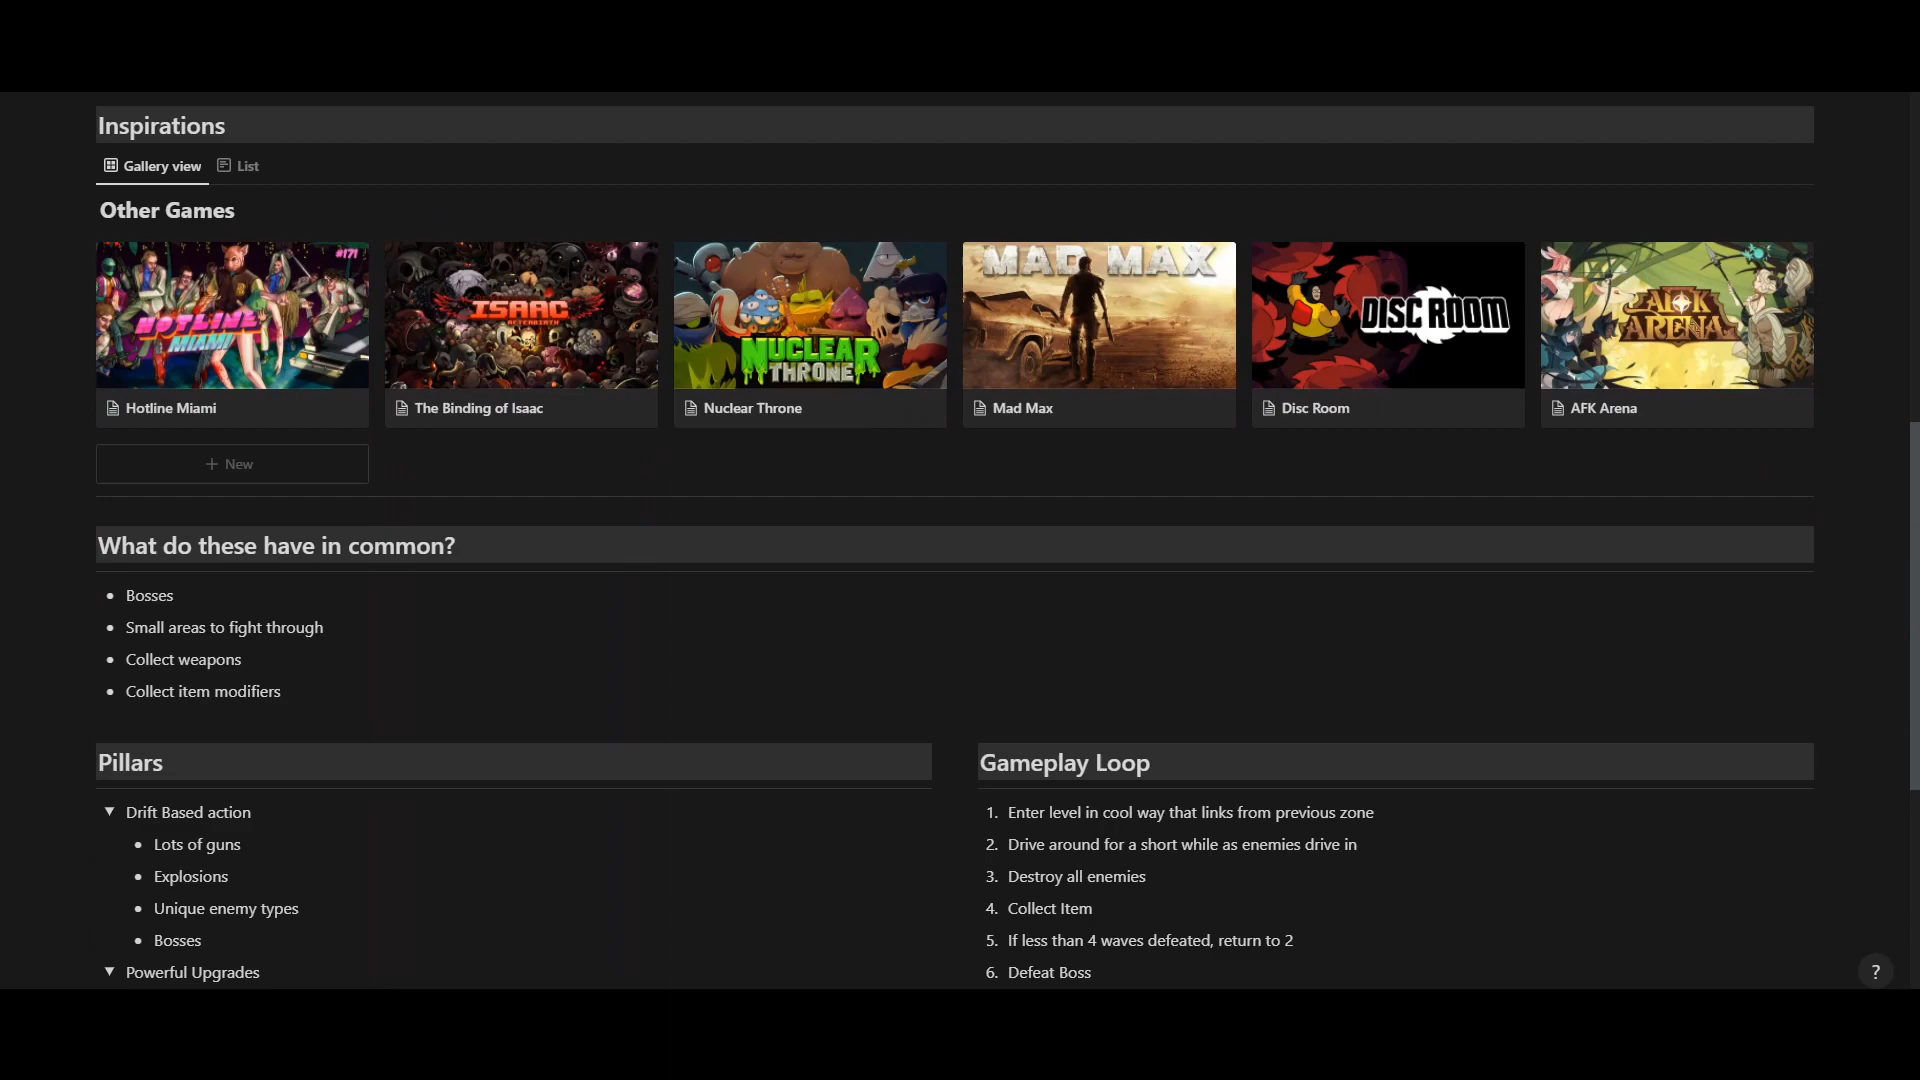 Inspirations
Gallery view List
Other Games
#171
HOTLINE
MIAMI
ISAAC
AFTERBIRTH
NUCLEAR
THRONE
MAD MAX
DISC ROOM
AFK
ARENA
Hotline Miami
The Binding of Isaac
Nuclear Throne
Mad Max
Disc Room
AFK Arena
+ New
What do these have in common?
• Bosses
• Small areas to fight through
• Collect weapons
• Collect item modifiers
Pillars
▼ Drift Based action
• Lots of guns
• Explosions
• Unique enemy types
• Bosses
▼ Powerful Upgrades
Gameplay Loop
1. Enter level in cool way that links from previous zone
2. Drive around for a short while as enemies drive in
3. Destroy all enemies
4. Collect Item
5. If less than 4 waves defeated, return to 2
6. Defeat Boss
?